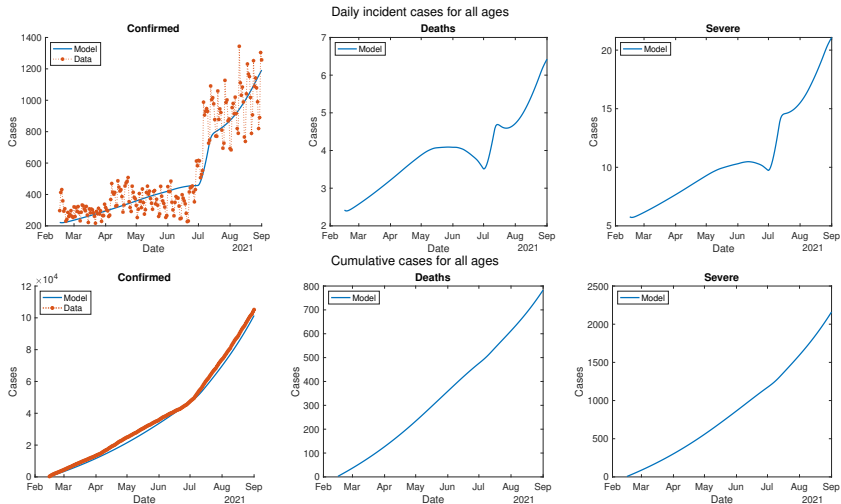 Daily incident cases for all ages
Confirmed
Deaths
Severe
Model
Data
Model
Model
1400
1200
1000
800
600
400
200
Cases
Feb Mar Apr May Jun Jul Aug Sep
Date
2021
7
6
5
4
3
2
Cases
Feb Mar Apr May Jun Jul Aug Sep
Date
2021
20
15
10
5
Cases
Feb Mar Apr May Jun Jul Aug Sep
Date
2021
Cumulative cases for all ages
Confirmed
Deaths
Severe
Model
Data
Model
Model
×10⁴
12
10
8
6
4
2
0
Cases
Feb Mar Apr May Jun Jul Aug Sep
Date
2021
800
700
600
500
400
300
200
100
0
Cases
Feb Mar Apr May Jun Jul Aug Sep
Date
2021
2500
2000
1500
1000
500
0
Cases
Feb Mar Apr May Jun Jul Aug Sep
Date
2021